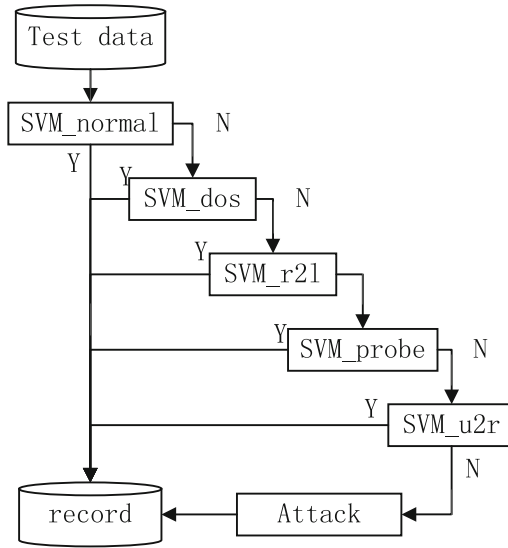 Test data
SVM_normal
N
Y
Y
SVM_dos
N
Y
SVM_r2l
Y
SVM_probe
N
Y
SVM_u2r
N
record
Attack